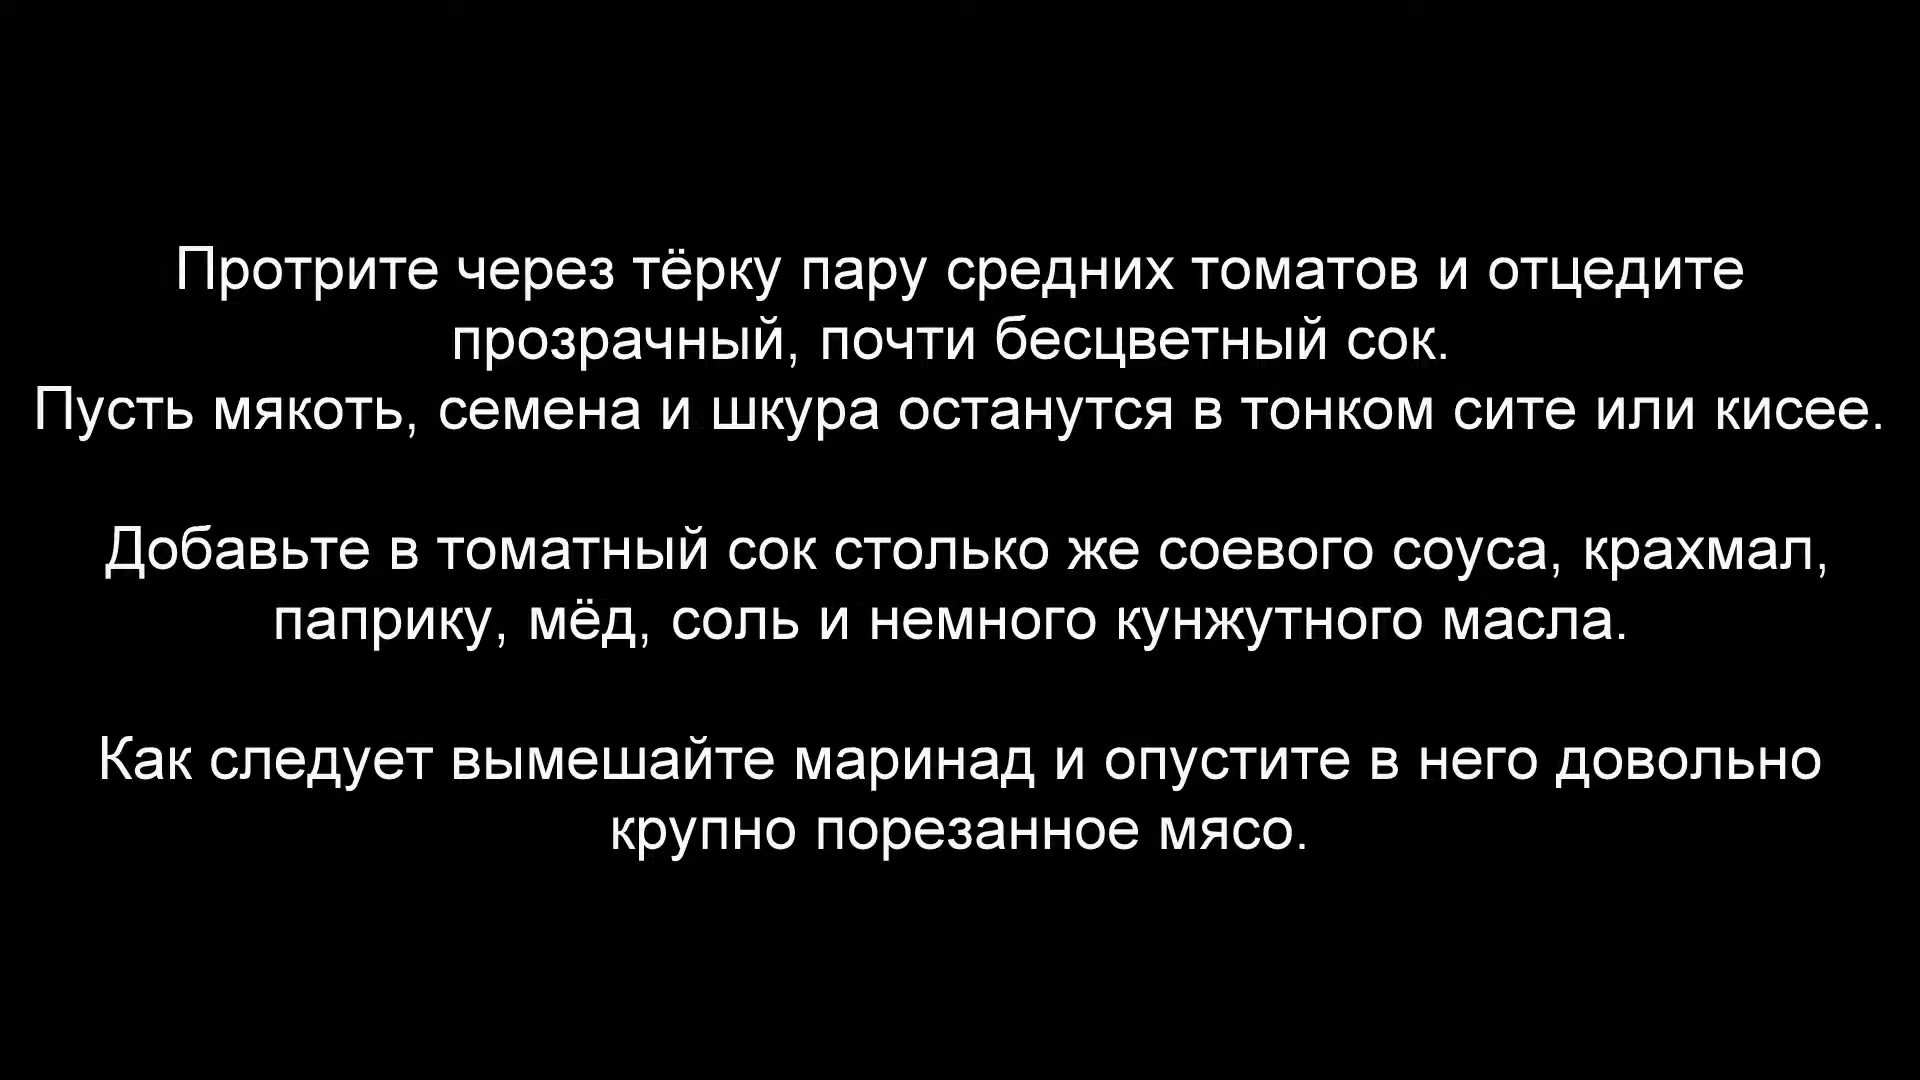 Протрите через тёрку пару средних томатов и отцедите
прозрачный, почти бесцветный сок.
Пусть мякоть, семена и шкура останутся в тонком сите или кисее.
Добавьте в томатный сок столько же соевого соуса, крахмал,
паприку, мёд, соль и немного кунжутного масла.
Как следует вымешайте маринад и опустите в него довольно
крупно порезанное мясо.